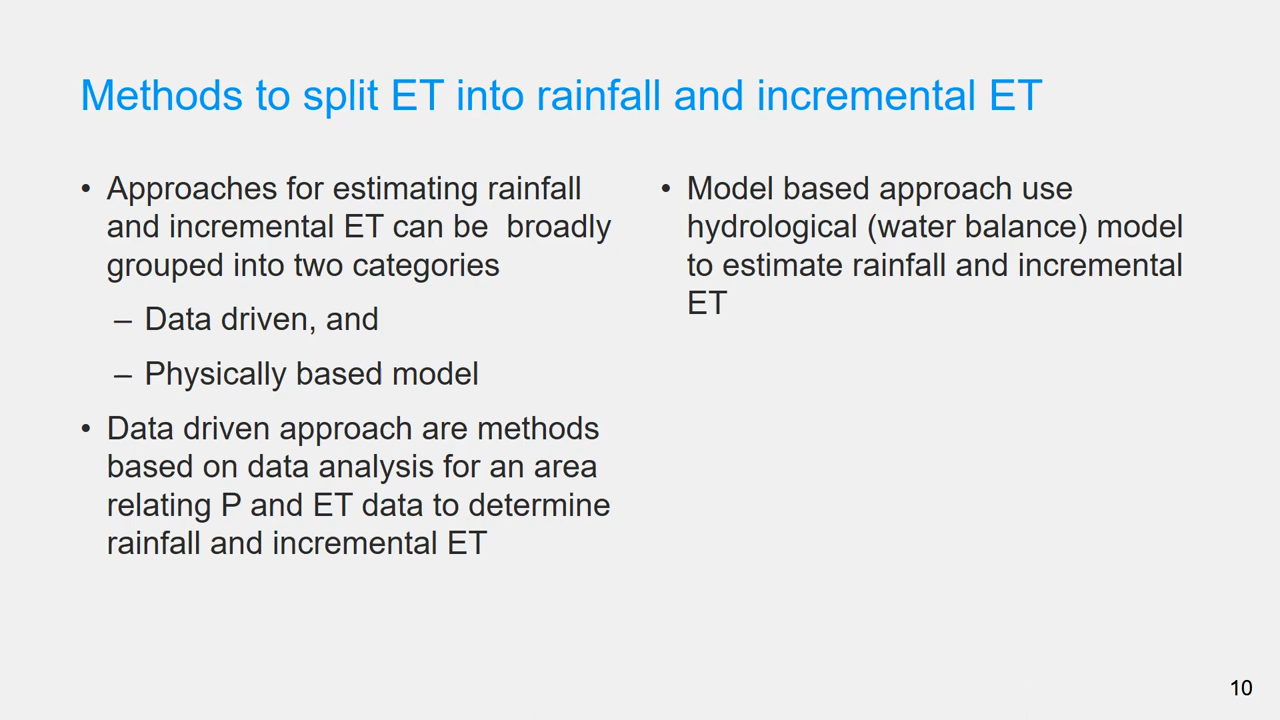 Methods to split ET into rainfall and incremental ET
• Approaches for estimating rainfall
and incremental ET can be  broadly
grouped into two categories
– Data driven, and
– Physically based model
• Data driven approach are methods
based on data analysis for an area
relating P and ET data to determine
rainfall and incremental ET
• Model based approach use
hydrological (water balance) model
to estimate rainfall and incremental
ET
10